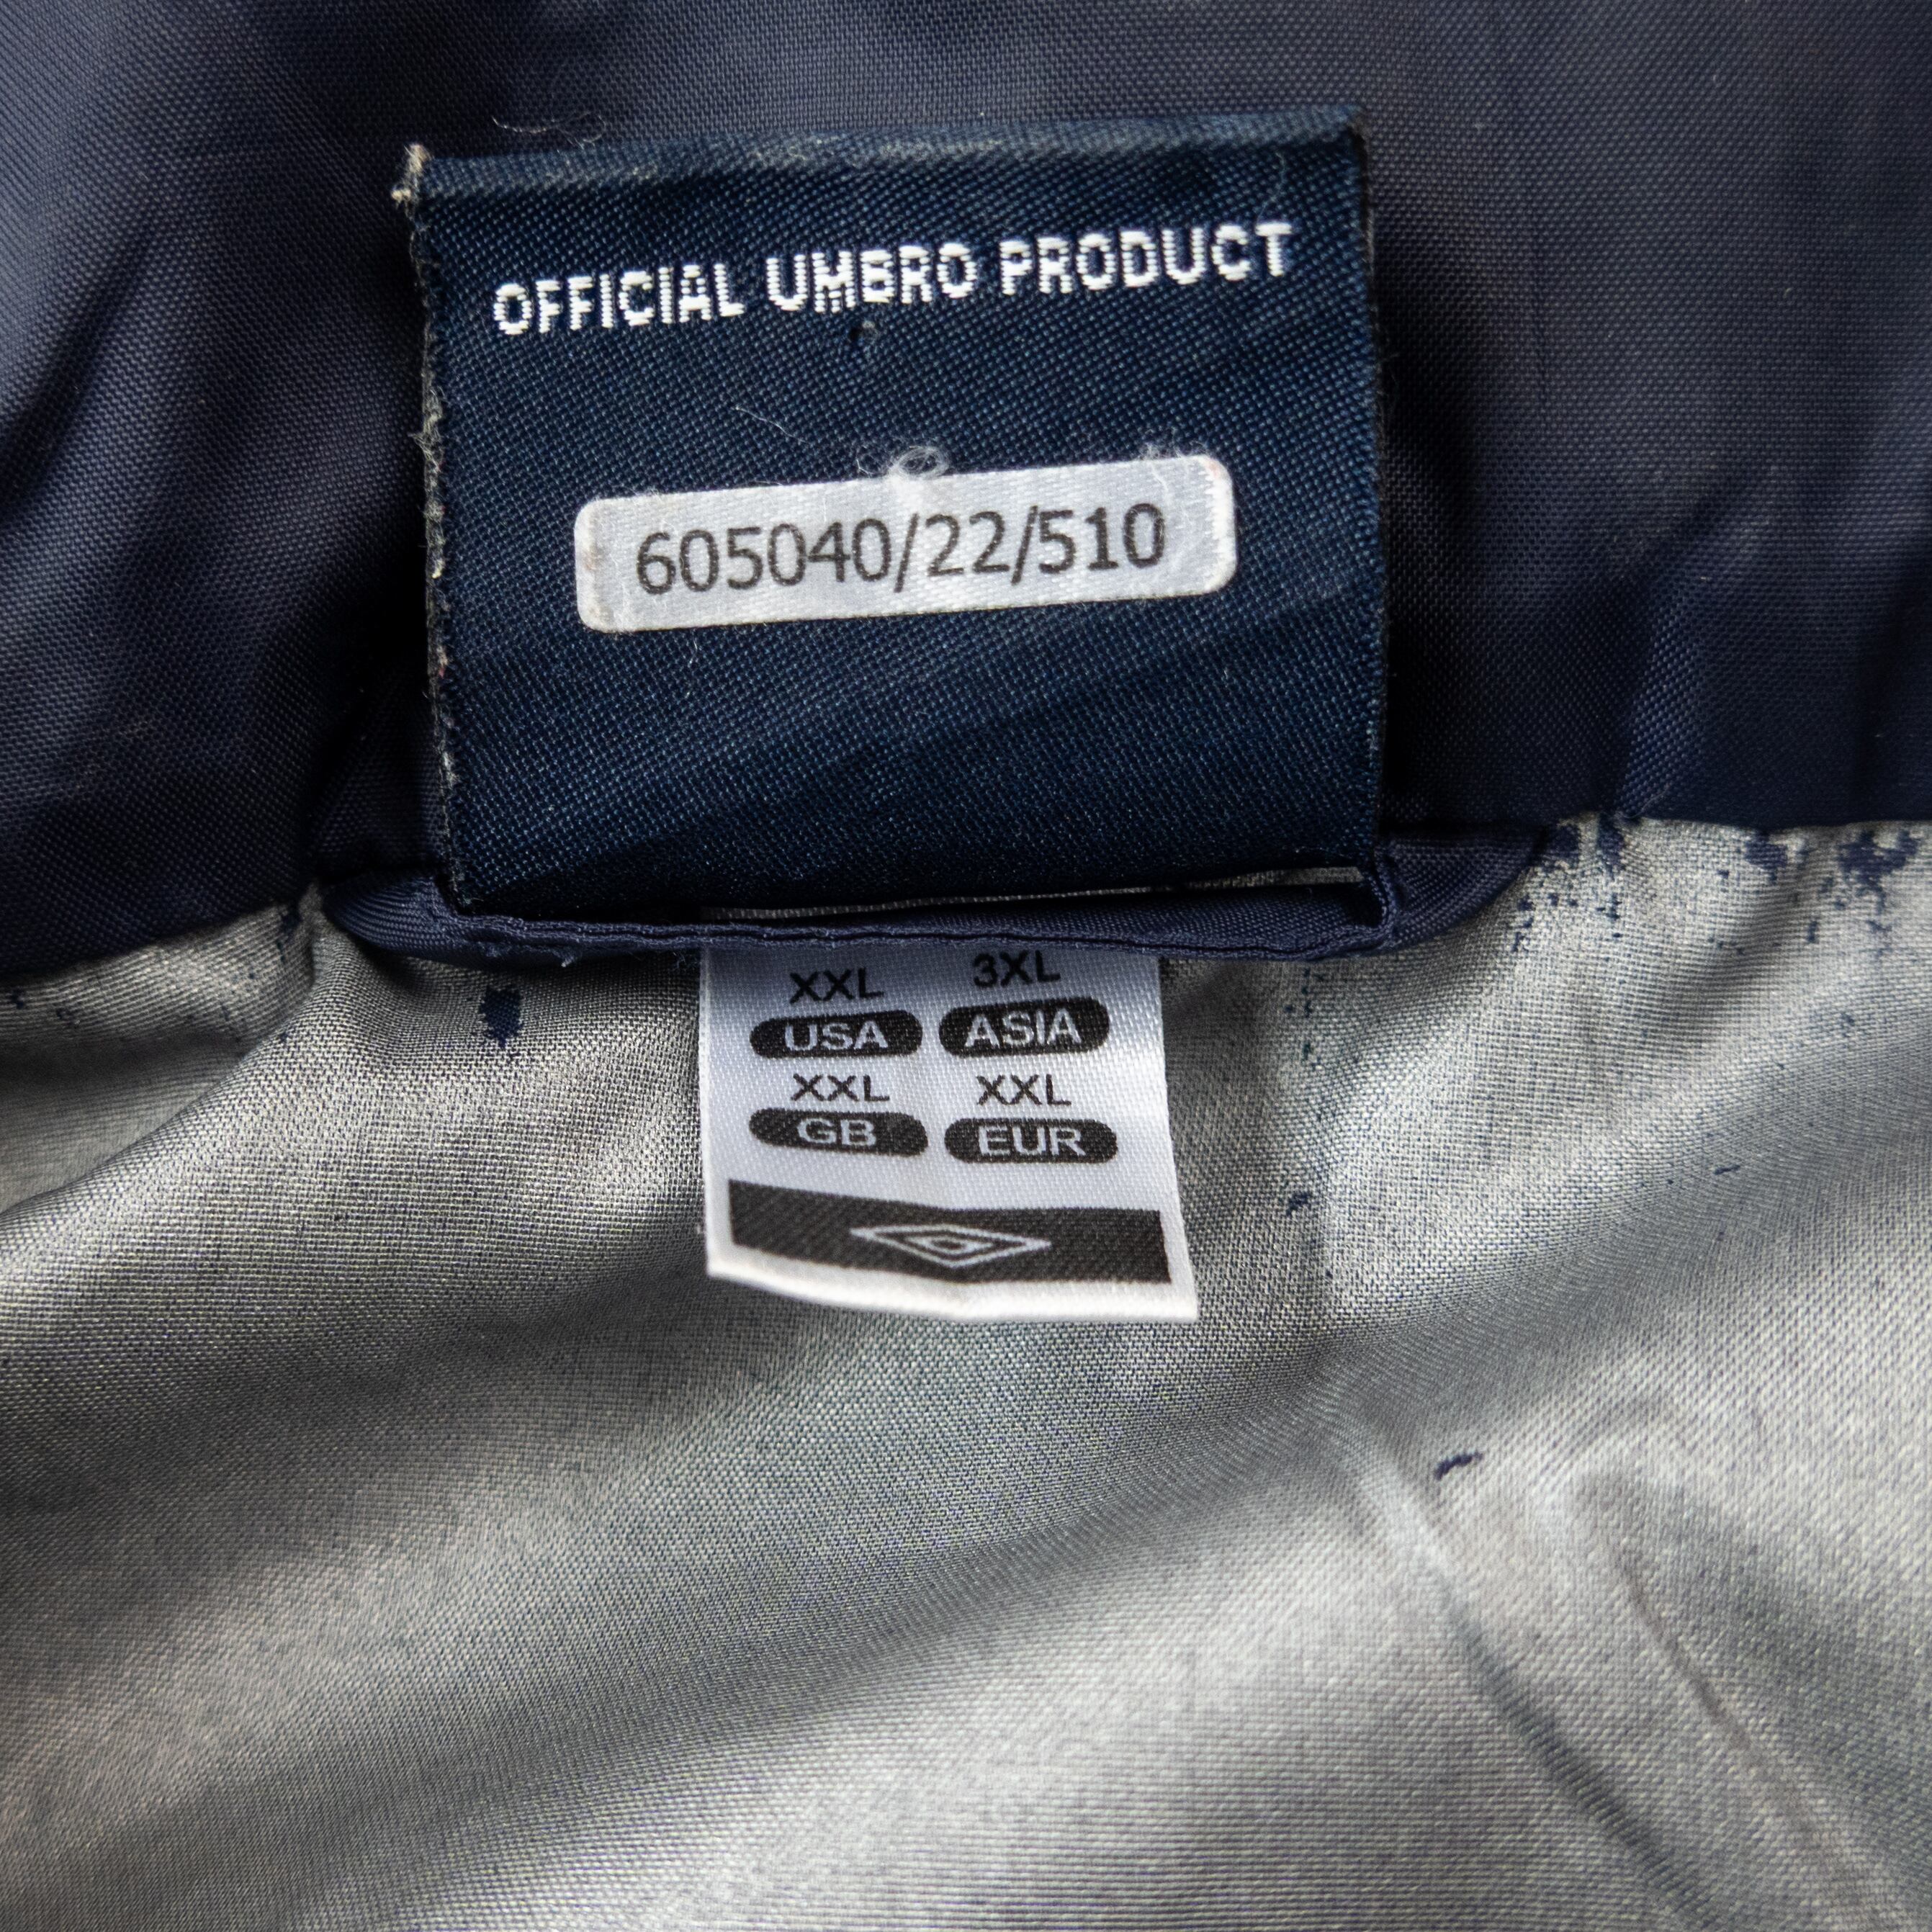 OFFICIAL UMBRO PRODUCT
605040/22/510
XXL 3XL
USA ASIA
XXL XXL
GB EUR